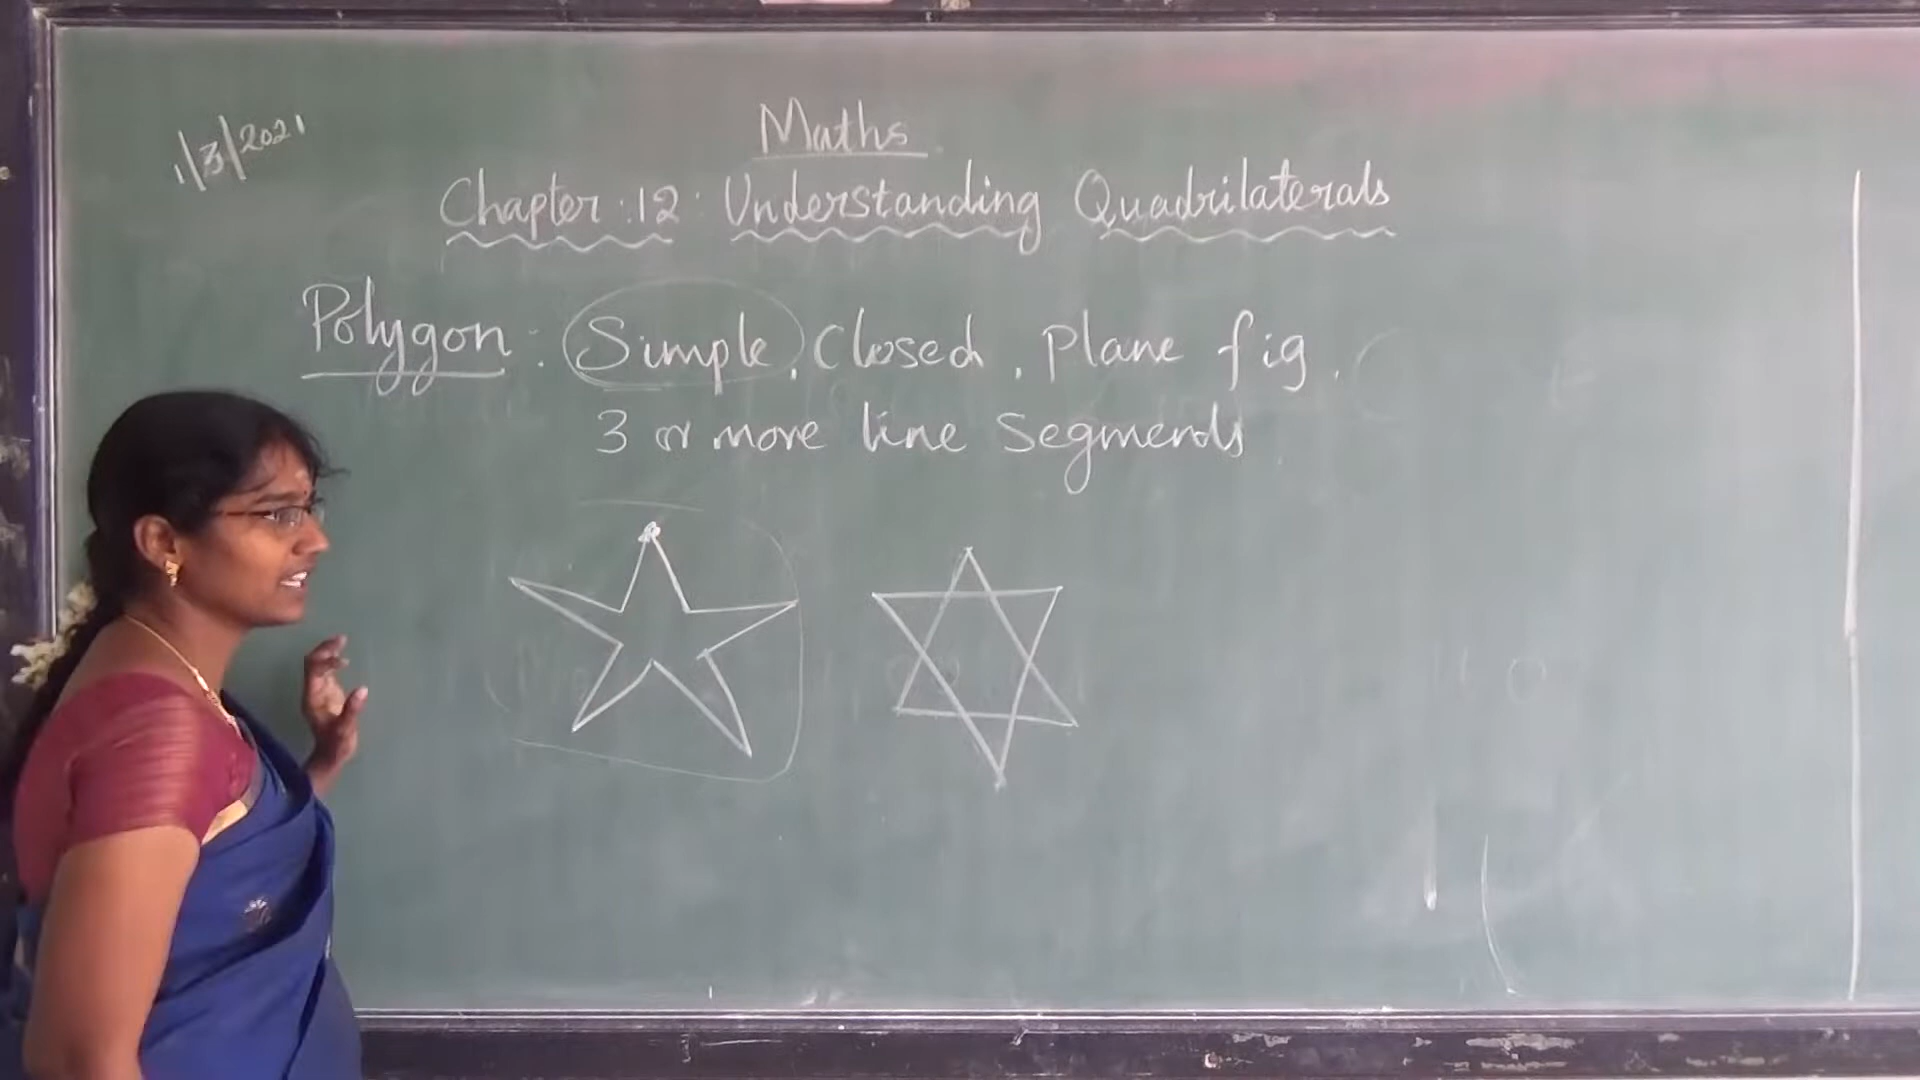 1/3/2021
Maths
Chapter:12: Understanding Quadrilaterals
Polygon: Simple, Closed, Plane fig.
3 or more line Segments